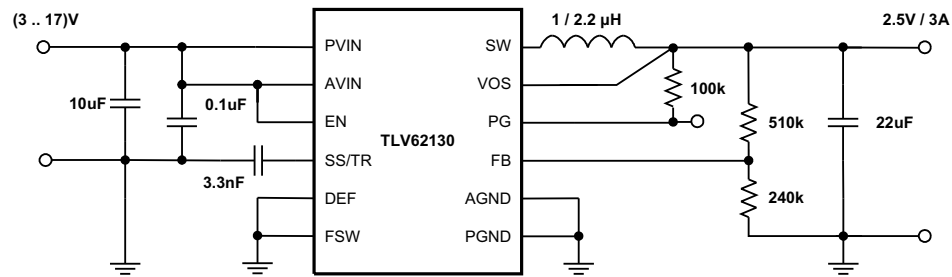 (3 .. 17)V
1 / 2.2 µH
2.5V / 3A
PVIN
SW
AVIN
VOS
10uF
0.1uF
100k
EN
PG
510k
22uF
TLV62130
SS/TR
FB
3.3nF
DEF
AGND
240k
FSW
PGND